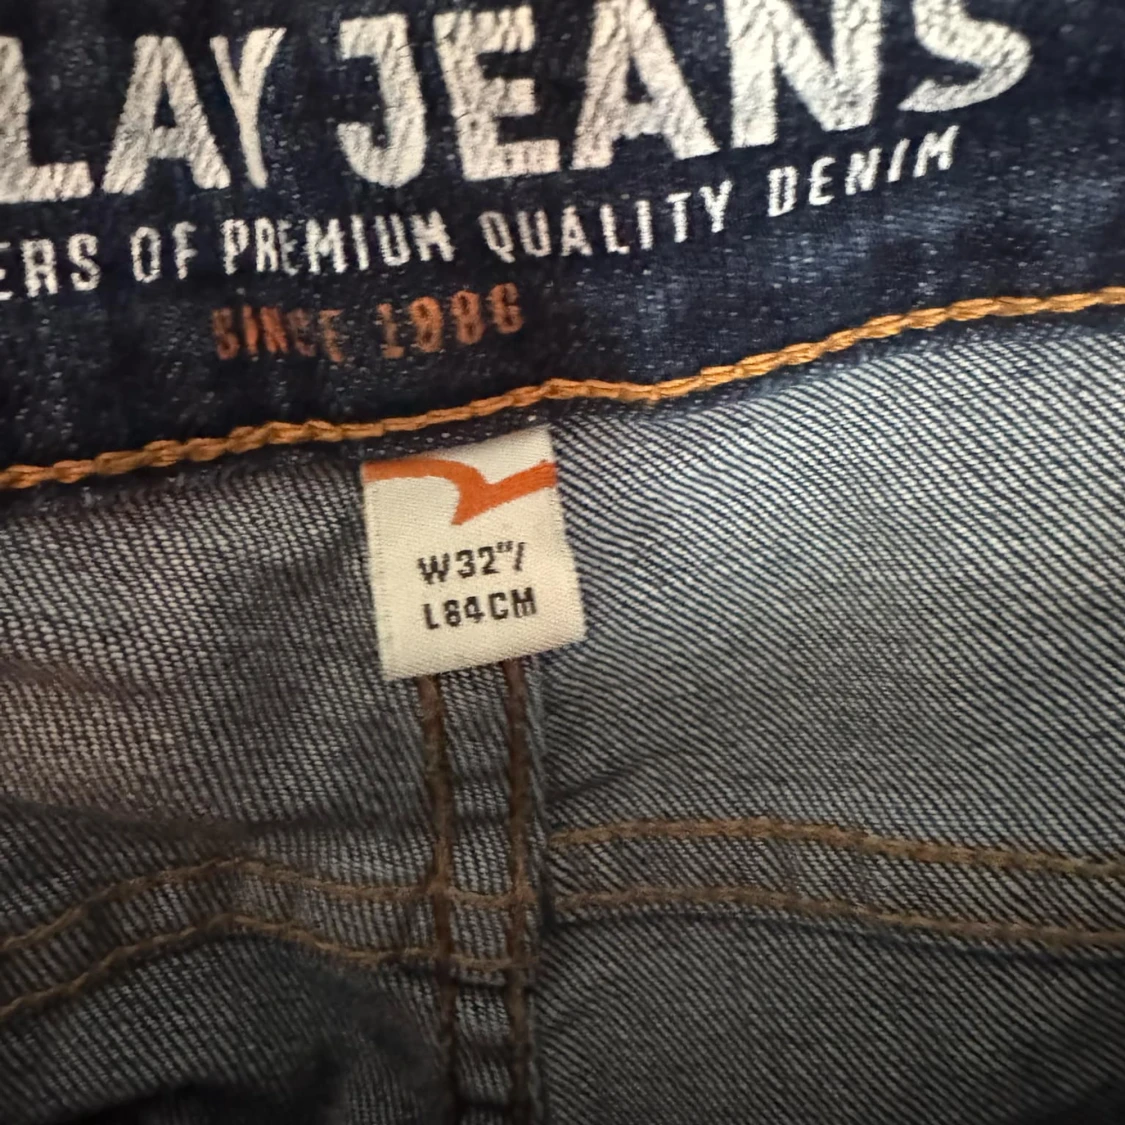 LAY JEANS
ERS OF PREMIUM QUALITY DENIM
SINCE 1986
W32"/
L84CM